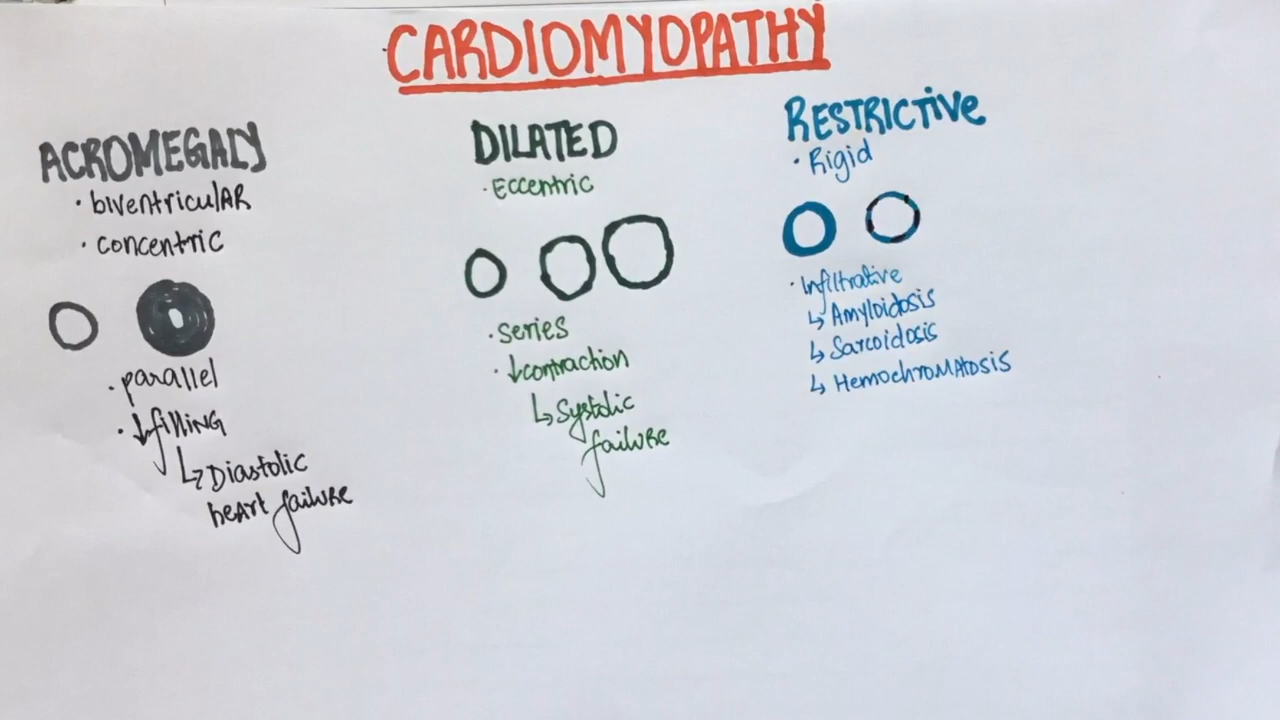 CARDIOMYOPATHY
ACROMEGALY
• biventriculAR
• concentric
• parallel
• ↓filliNG
↳ Diastolic
heArt failuRe
DILATED
• Eccentric
• series
• ↓contraction
↳ Systolic
failuRe
RESTRICTIVE
• Rigid
• Infiltrative
↳ Amyloidosis
↳ Sarcoidosis
↳ HemochroMAtosis